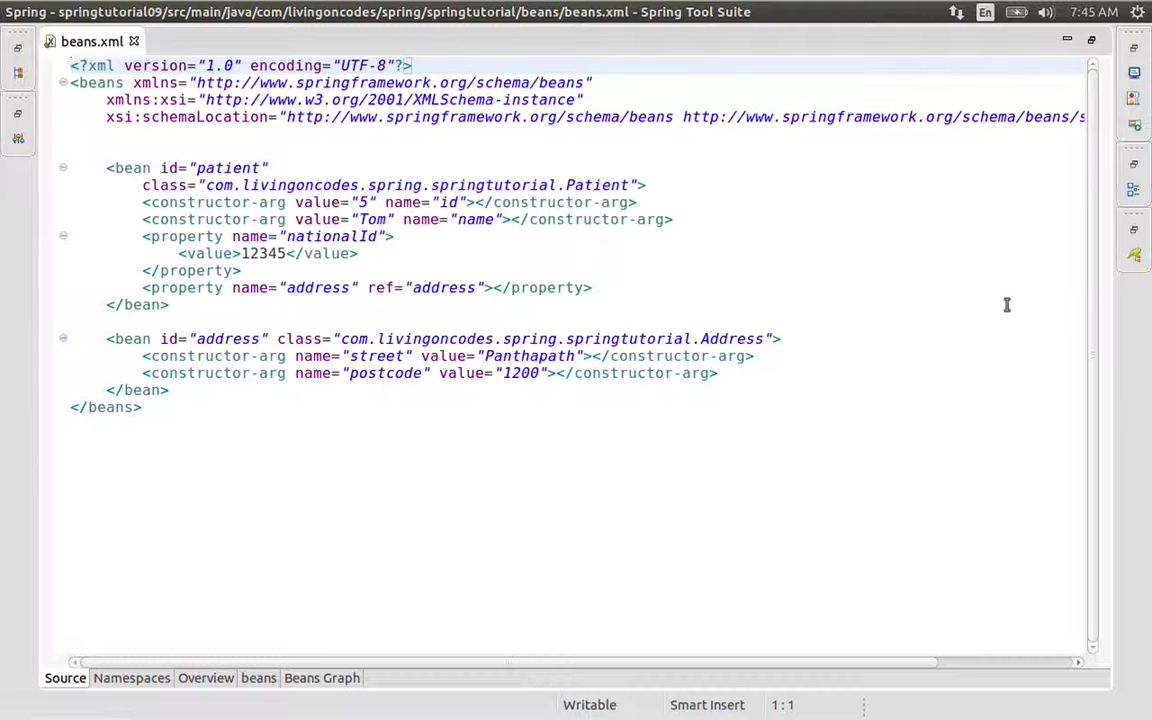 Spring - springtutorial09/src/main/java/com/livingoncodes/spring/springtutorial/beans/beans.xml - Spring Tool Suite
En
7:45 AM
beans.xml
<?xml version="1.0" encoding="UTF-8"?>
<beans xmlns="http://www.springframework.org/schema/beans"
xmlns:xsi="http://www.w3.org/2001/XMLSchema-instance"
xsi:schemaLocation="http://www.springframework.org/schema/beans http://www.springframework.org/schema/beans/s
<bean id="patient"
class="com.livingoncodes.spring.springtutorial.Patient">
<constructor-arg value="5" name="id"></constructor-arg>
<constructor-arg value="Tom" name="name"></constructor-arg>
<property name="nationalId">
<value>12345</value>
</property>
<property name="address" ref="address"></property>
</bean>
<bean id="address" class="com.livingoncodes.spring.springtutorial.Address">
<constructor-arg name="street" value="Panthapath"></constructor-arg>
<constructor-arg name="postcode" value="1200"></constructor-arg>
</bean>
</beans>
Source Namespaces Overview beans Beans Graph
Writable Smart Insert 1 : 1